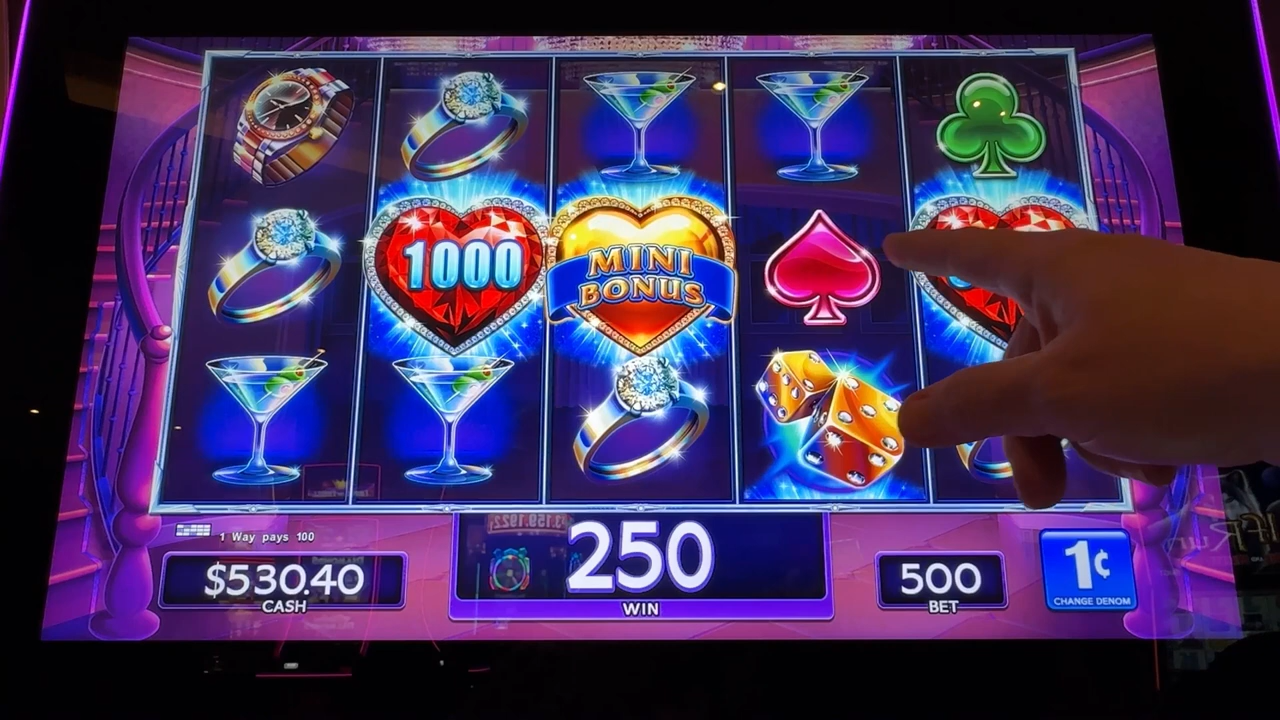 1000
MINI
BONUS
1 Way pays 100
$530.40
CASH
250
WIN
500
BET
1¢
CHANGE DENOM